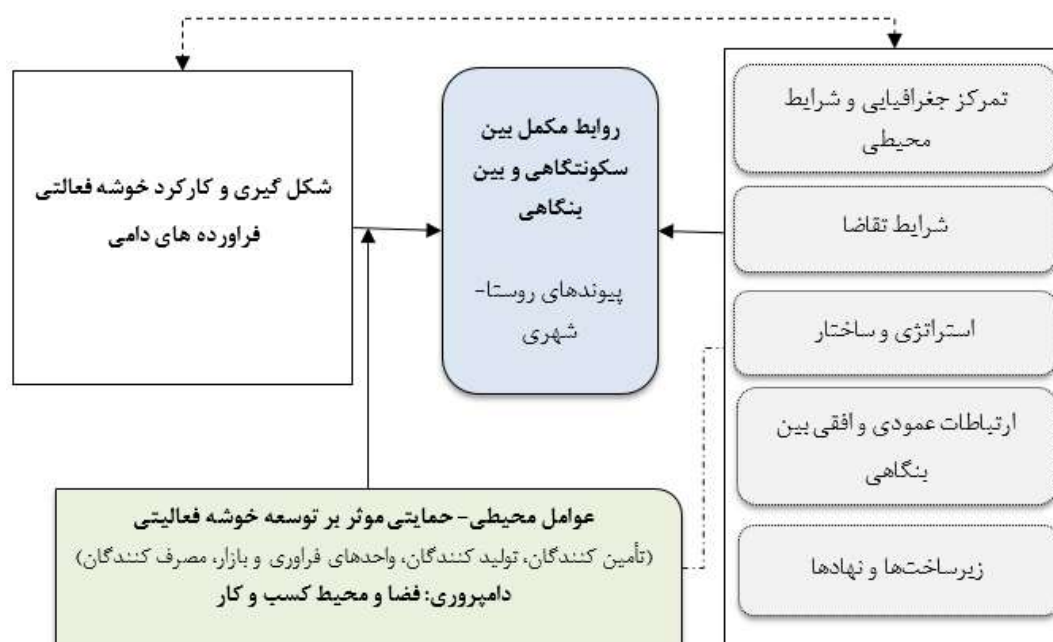 تمرکز جغرافیایی و شرایط
محیطی
شرایط تقاضا
استراتژی و ساختار
ارتباطات عمودی و افقی بین
بنگاهی
زیرساخت‌ها و نهادها
روابط مکمل بین
سکونتگاهی و بین
بنگاهی
پیوندهای روستا-
شهری
شکل گیری و کارکرد خوشه فعالتی
فراورده های دامی
عوامل محیطی- حمایتی موثر بر توسعه خوشه فعالیتی
(تأمین کنندگان، تولید کنندگان، واحدهای فراوری و بازار، مصرف کنندگان)
دامپروری: فضا و محیط کسب و کار